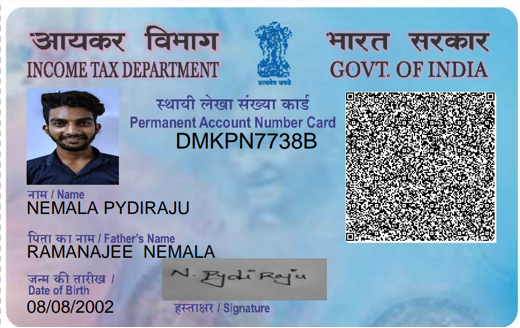 आयकर विभाग
INCOME TAX DEPARTMENT
सत्यमेव जयते
भारत सरकार
GOVT. OF INDIA
स्थायी लेखा संख्या कार्ड
Permanent Account Number Card
DMKPN7738B
नाम / Name
NEMALA PYDIRAJU
पिता का नाम / Father's Name
RAMANAJEE NEMALA
जन्म की तारीख /
Date of Birth
08/08/2002
N. Pydi Raju
हस्ताक्षर / Signature